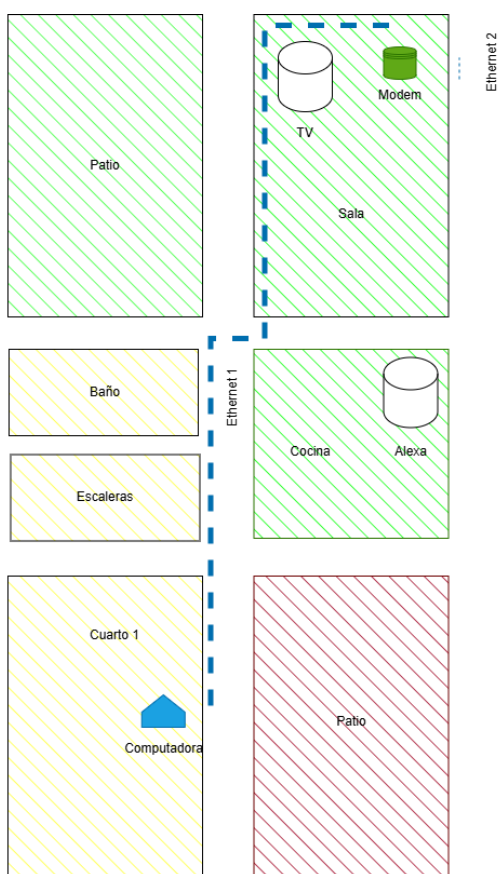 Ethernet 2
Modem
TV
Patio
Sala
Baño
Ethernet 1
Cocina
Alexa
Escaleras
Cuarto 1
Patio
Computadora